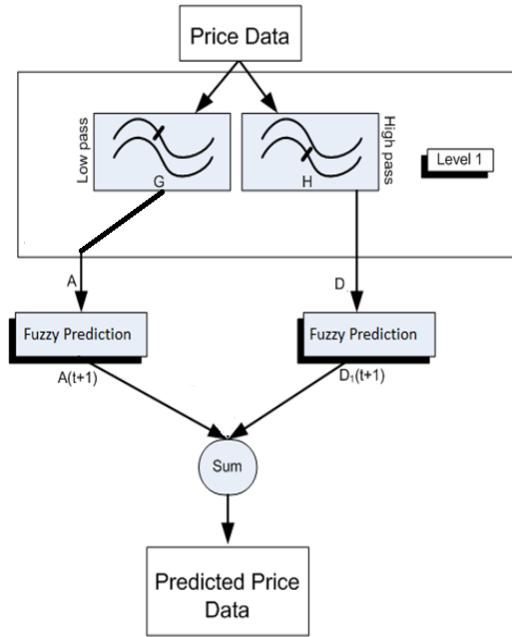 Price Data
Low pass
G
H
High pass
Level 1
A
D
Fuzzy Prediction
Fuzzy Prediction
A(t+1)
D₁(t+1)
Sum
Predicted Price
Data